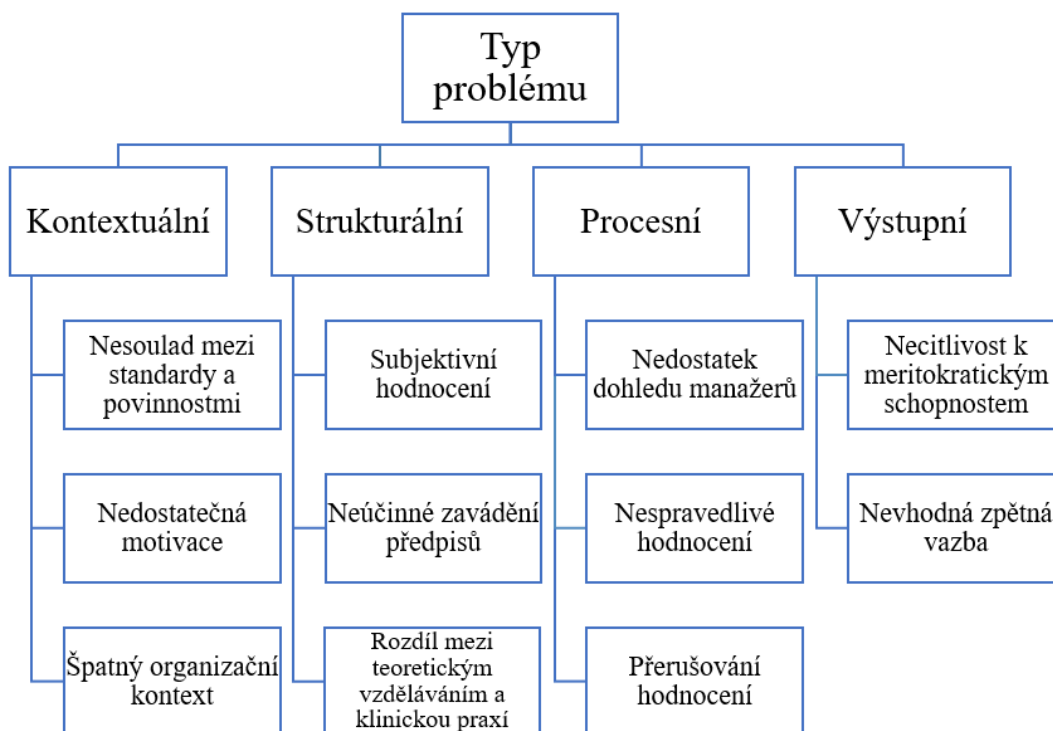 Typ
problému
Kontextuální
Strukturální
Procesní
Výstupní
Nesoulad mezi
standardy a
povinnostmi
Subjektivní
hodnocení
Nedostatek
dohledu manažerů
Necitlivost k
meritokratickým
schopnostem
Nedostatečná
motivace
Neúčinné zavádění
předpisů
Nespravedlivé
hodnocení
Nevhodná zpětná
vazba
Špatný organizační
kontext
Rozdíl mezi
teoretickým
vzděláváním a
klinickou praxí
Přerušování
hodnocení